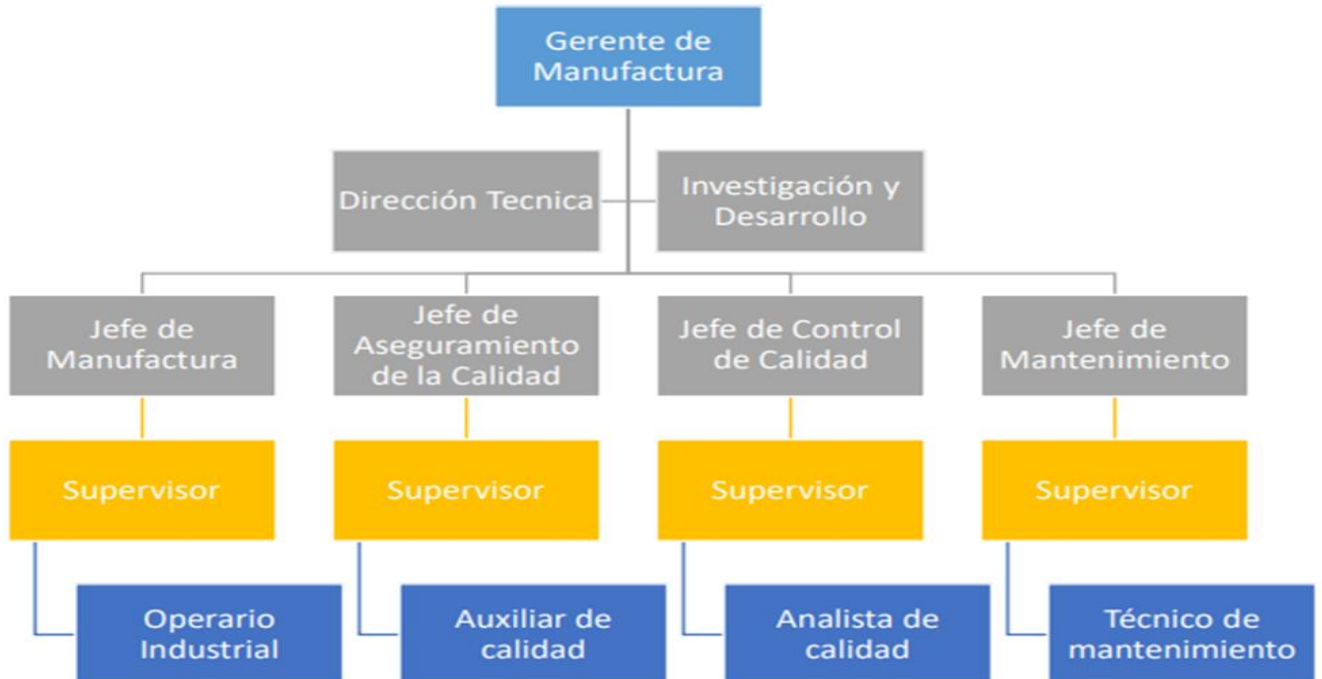 Gerente de
Manufactura
Dirección Tecnica
Investigación y
Desarrollo
Jefe de
Manufactura
Jefe de
Aseguramiento
de la Calidad
Jefe de Control
de Calidad
Jefe de
Mantenimiento
Supervisor
Supervisor
Supervisor
Supervisor
Operario
Industrial
Auxiliar de
calidad
Analista de
calidad
Técnico de
mantenimiento